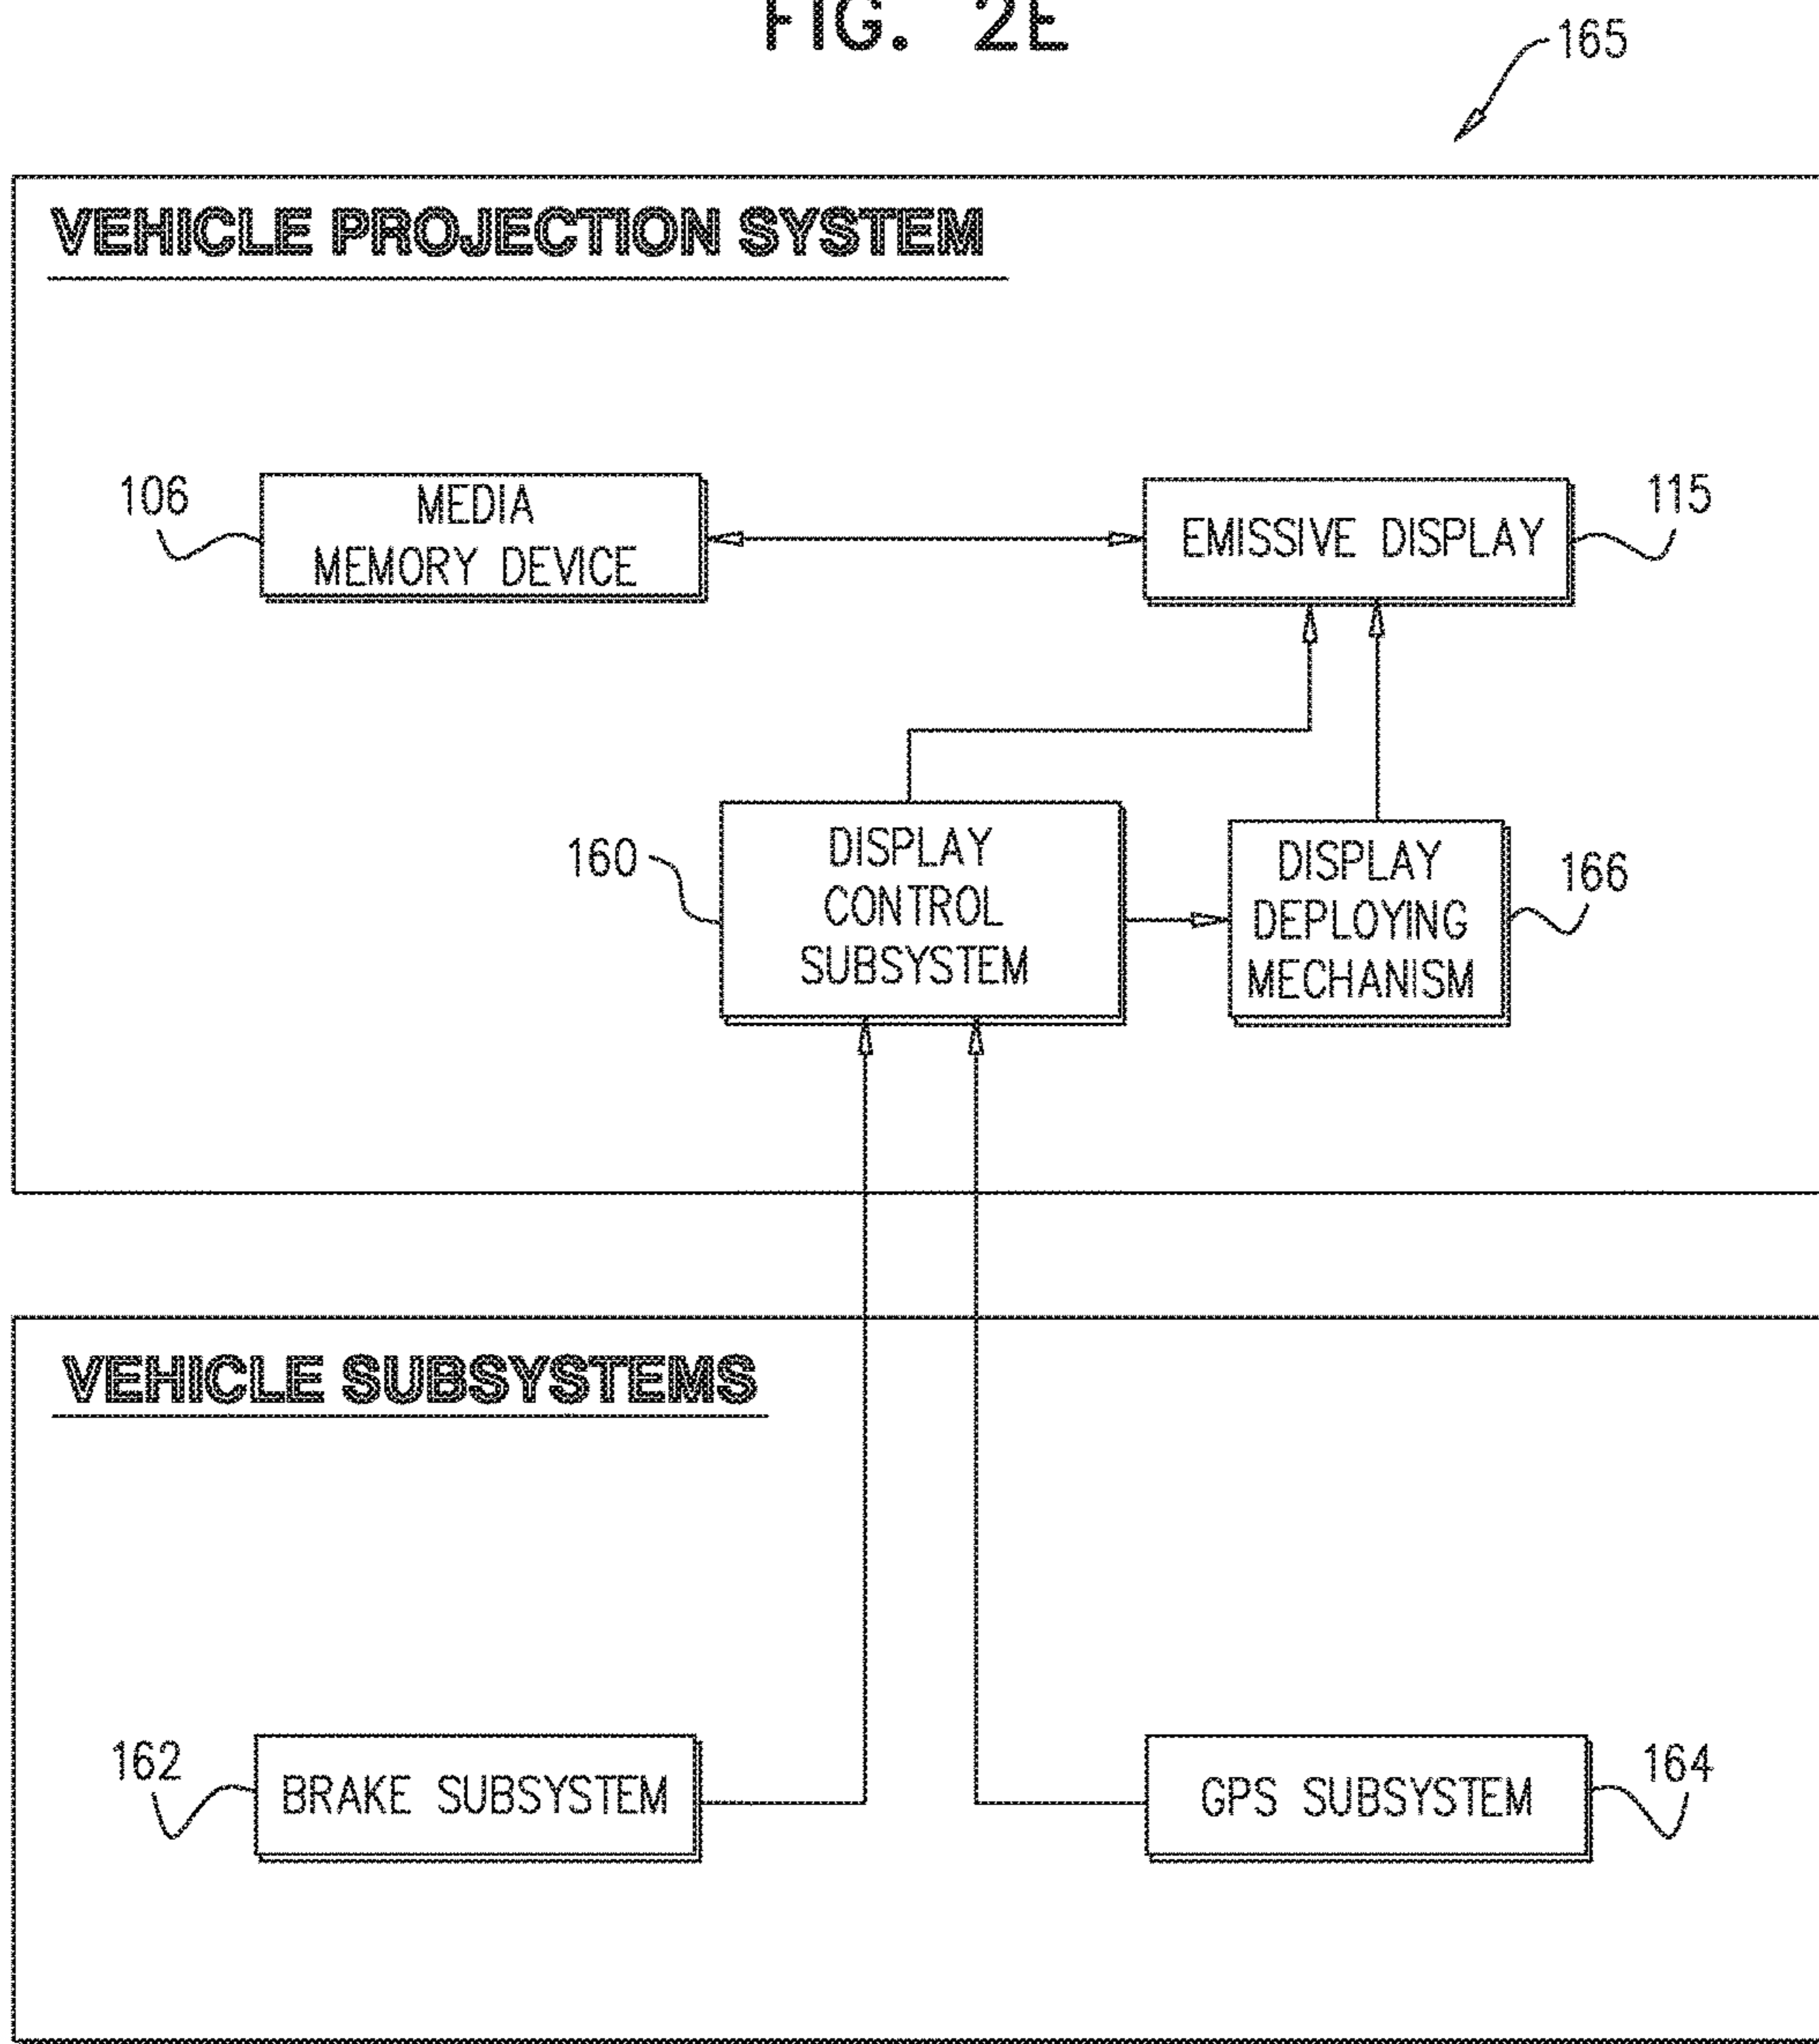 FIG. 2E
165
VEHICLE PROJECTION SYSTEM
106
MEDIA
MEMORY DEVICE
EMISSIVE DISPLAY
115
160
DISPLAY
CONTROL
SUBSYSTEM
DISPLAY
DEPLOYING
MECHANISM
166
VEHICLE SUBSYSTEMS
162
BRAKE SUBSYSTEM
GPS SUBSYSTEM
164